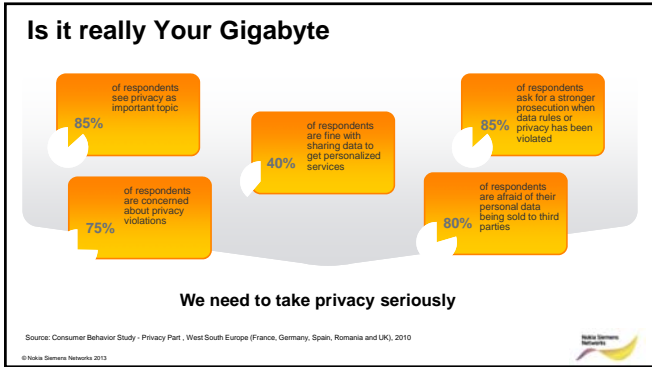 Is it really Your Gigabyte
85%
of respondents
see privacy as
important topic
40%
of respondents
are fine with
sharing data to
get personalized
services
85%
of respondents
ask for a stronger
prosecution when
data rules or
privacy has been
violated
75%
of respondents
are concerned
about privacy
violations
80%
of respondents
are afraid of their
personal data
being sold to third
parties
We need to take privacy seriously
Source: Consumer Behavior Study - Privacy Part , West South Europe (France, Germany, Spain, Romania and UK), 2010
© Nokia Siemens Networks 2013
Nokia Siemens
Networks